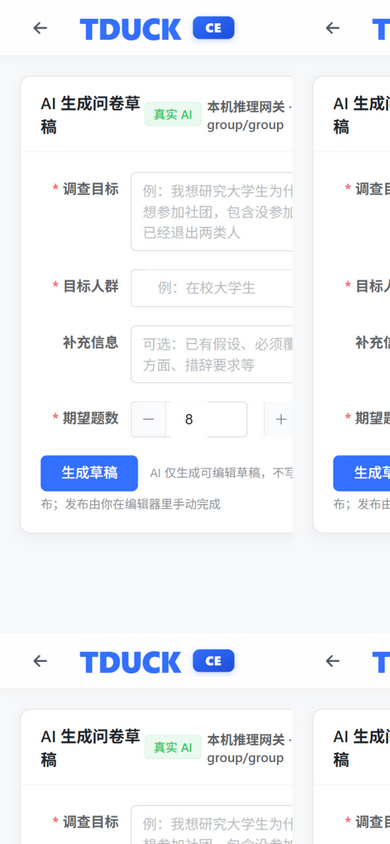 TDUCK CE
AI 生成问卷草稿
真实 AI
本机推理网关 · group/group
* 调查目标
例：我想研究大学生为什
想参加社团，包含没参加
已经退出两类人
* 目标人群
例：在校大学生
补充信息
可选：已有假设、必须覆
方面、措辞要求等
* 期望题数
— 8 +
生成草稿
AI 仅生成可编辑草稿，不写
布；发布由你在编辑器里手动完成
T
AI 生成
稿
* 调查目
* 目标人
补充信
* 期望题
生成草
布；发布
TDUCK CE
AI 生成问卷草稿
真实 AI
本机推理网关 · group/group
* 调查目标
例：我想研究大学生为什
T
AI 生成
稿
* 调查目